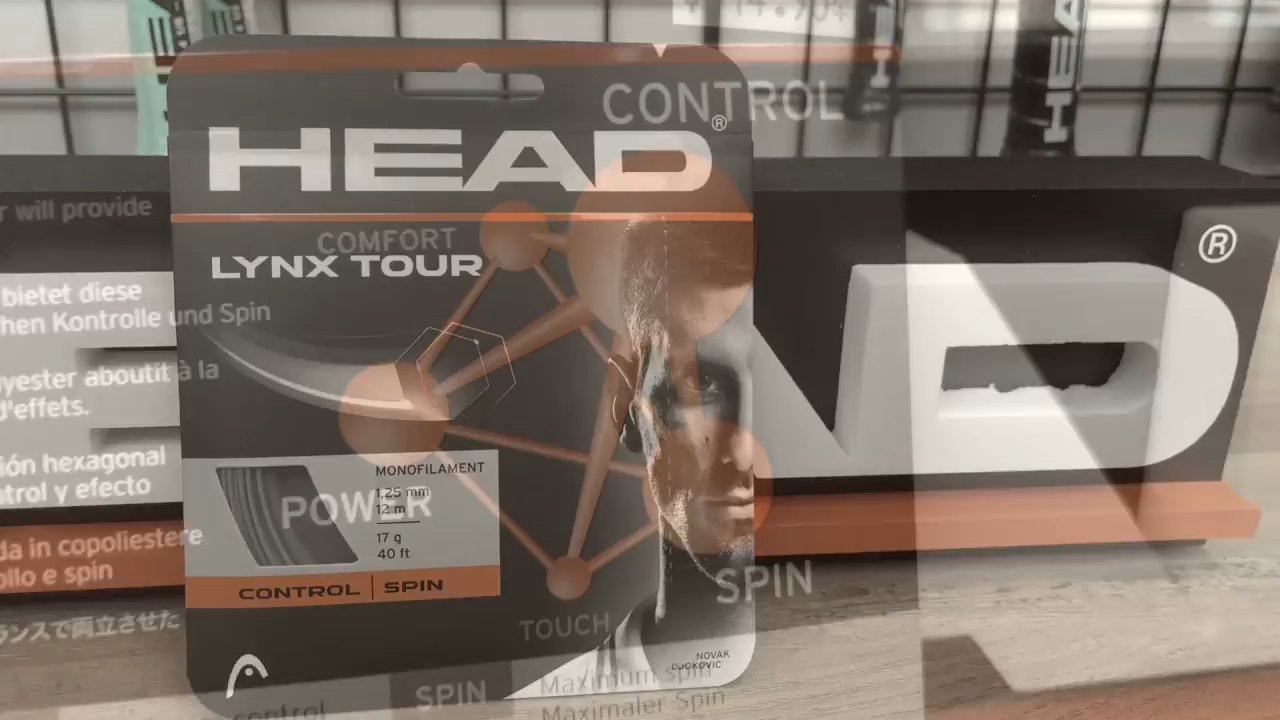 HEAD
CONTROL
HEAD®
r will provide
COMFORT
LYNX TOUR
®
bietet diese
hen Kontrolle und Spin
yester aboutit à la
d'effets.
ión hexagonal
ntrol y efecto
da in copoliestere
ollo e spin
ランスで両立させた
MONOFILAMENT
1,25 mm
12 m
17 g
40 ft
POWER
CONTROL | SPIN
SPIN
TOUCH
NOVAK
DJOKOVIC
SPIN
Maximum spin
Maximaler Spin
control